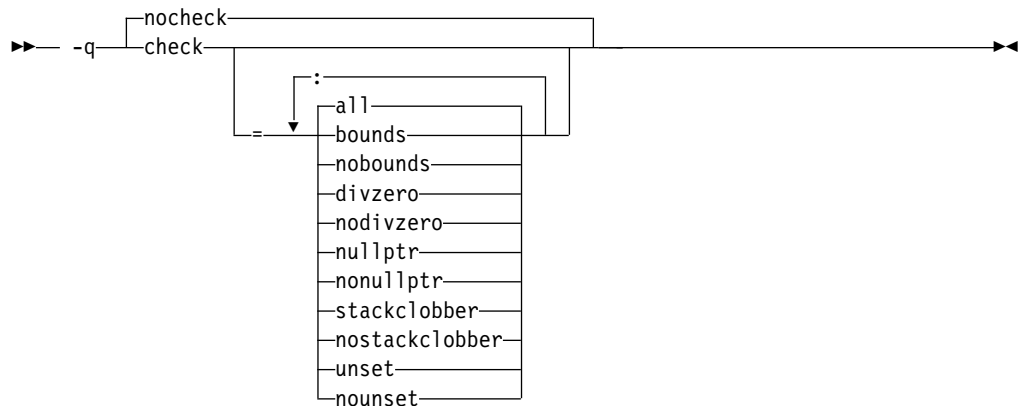 nocheck
-q check
:
all
= bounds
nobounds
divzero
nodivzero
nullptr
nonullptr
stackclobber
nostackclobber
unset
nounset